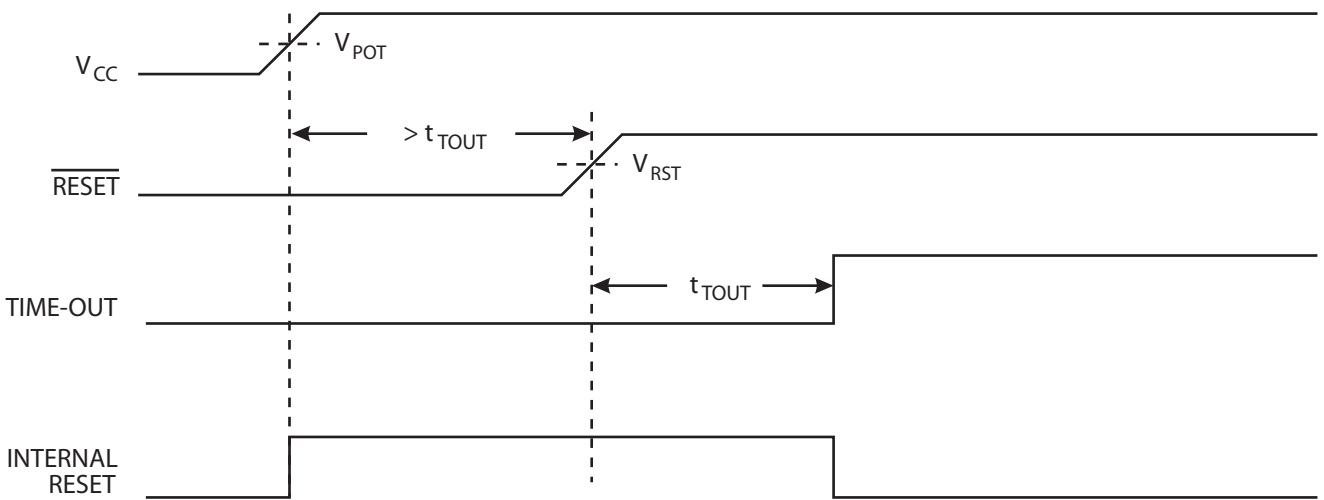 V_CC
V_POT
> t_TOUT
RESET
V_RST
TIME-OUT
t_TOUT
INTERNAL
RESET